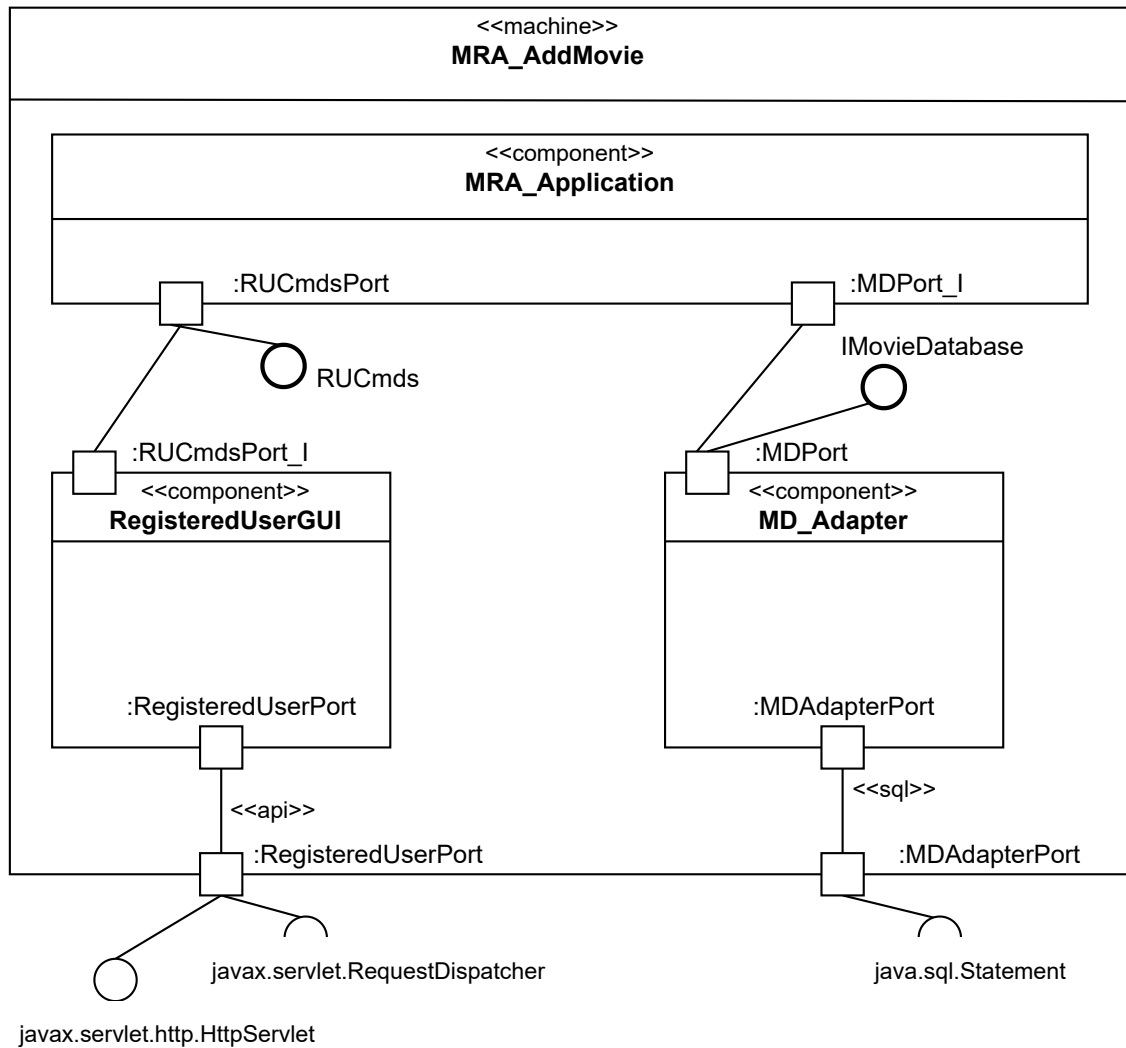 <<machine>>
MRA_AddMovie
<<component>>
MRA_Application
:RUCmdsPort
:MDPort_I
IMovieDatabase
RUCmds
:RUCmdsPort_I
:MDPort
<<component>>
RegisteredUserGUI
<<component>>
MD_Adapter
:RegisteredUserPort
:MDAdapterPort
<<api>>
<<sql>>
:RegisteredUserPort
:MDAdapterPort
javax.servlet.RequestDispatcher
java.sql.Statement
javax.servlet.http.HttpServlet